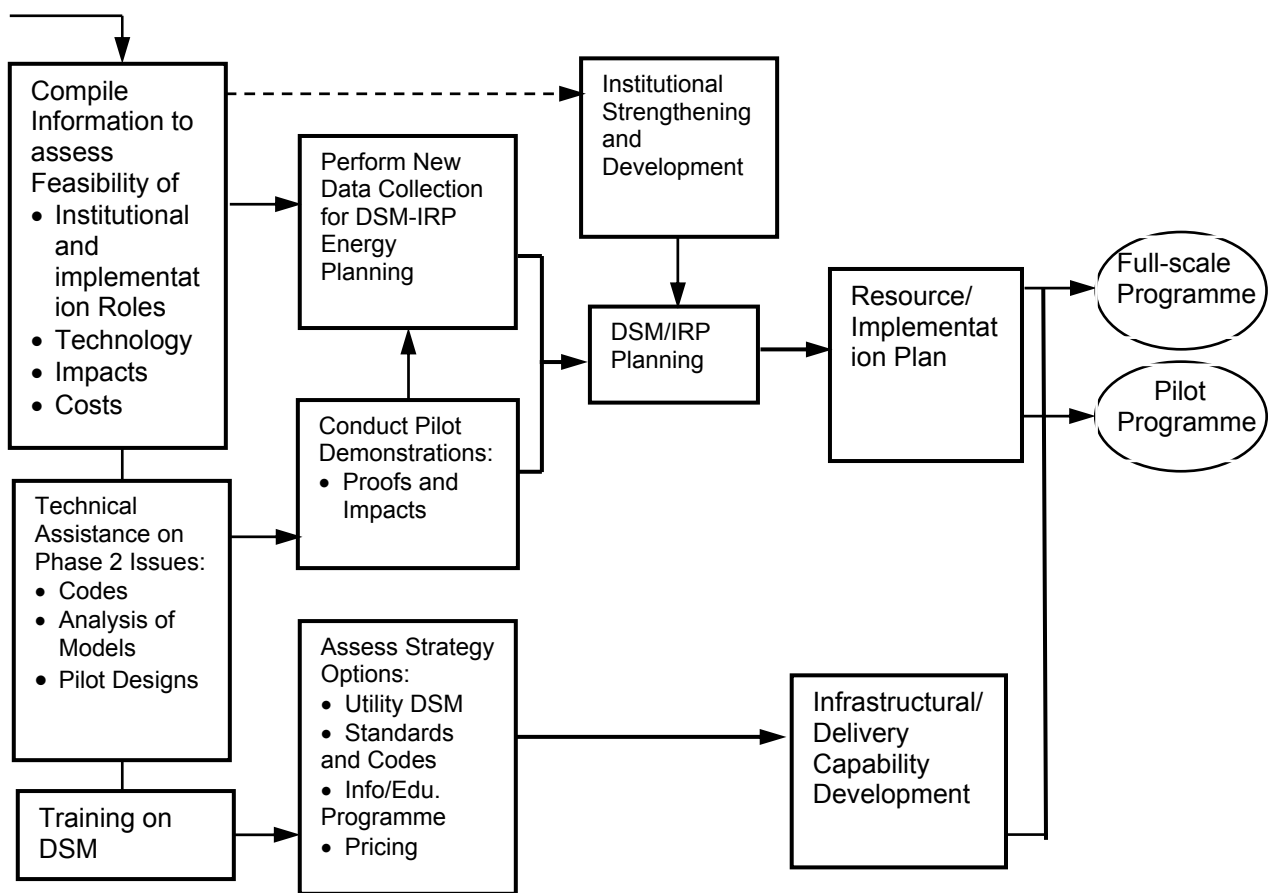 Compile
Information to
assess
Feasibility of
• Institutional
and
implementat
ion Roles
• Technology
• Impacts
• Costs
Technical
Assistance on
Phase 2 Issues:
• Codes
• Analysis of
Models
• Pilot Designs
Training on
DSM
Perform New
Data Collection
for DSM-IRP
Energy
Planning
Conduct Pilot
Demonstrations:
• Proofs and
Impacts
Assess Strategy
Options:
• Utility DSM
• Standards
and Codes
• Info/Edu.
Programme
• Pricing
Institutional
Strengthening
and
Development
DSM/IRP
Planning
Resource/
Implementat
ion Plan
Infrastructural/
Delivery
Capability
Development
Full-scale
Programme
Pilot
Programme